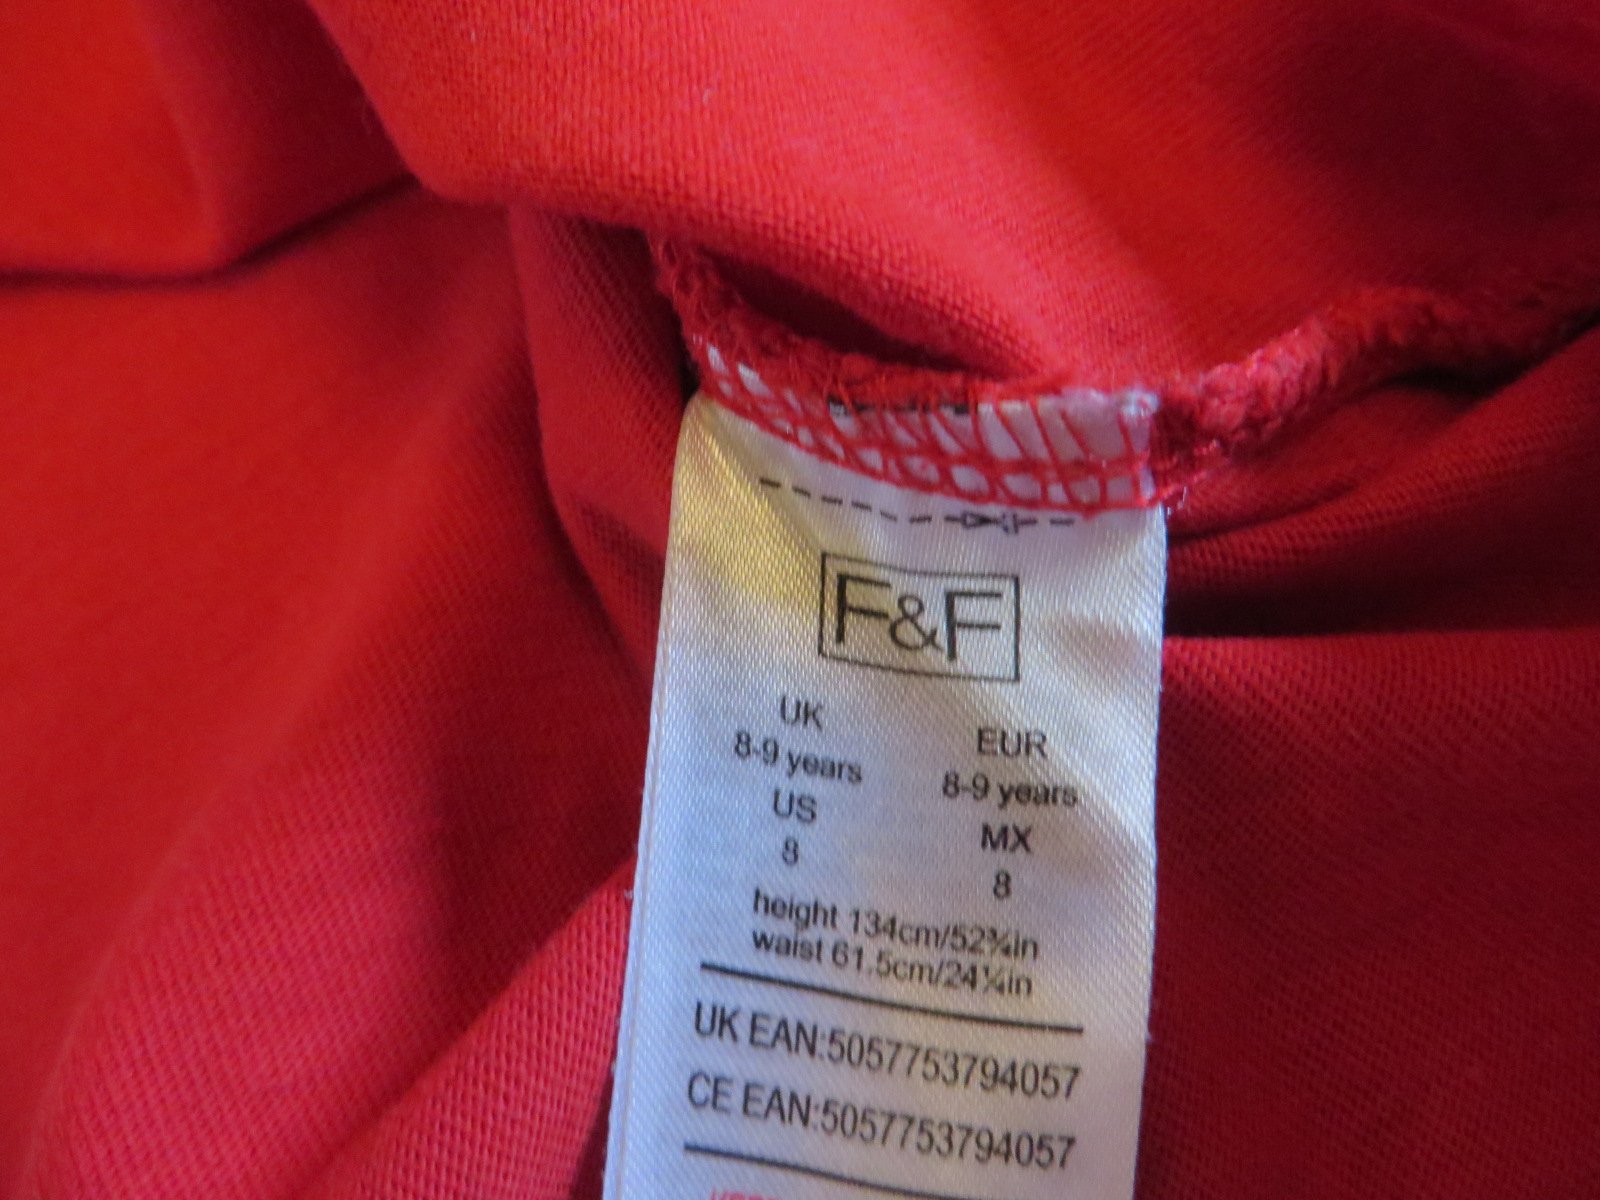 F&F
UK EUR
8-9 years 8-9 years
US MX
8 8
height 134cm/52¾in
waist 61.5cm/24¼in
UK EAN:5057753794057
CE EAN:5057753794057